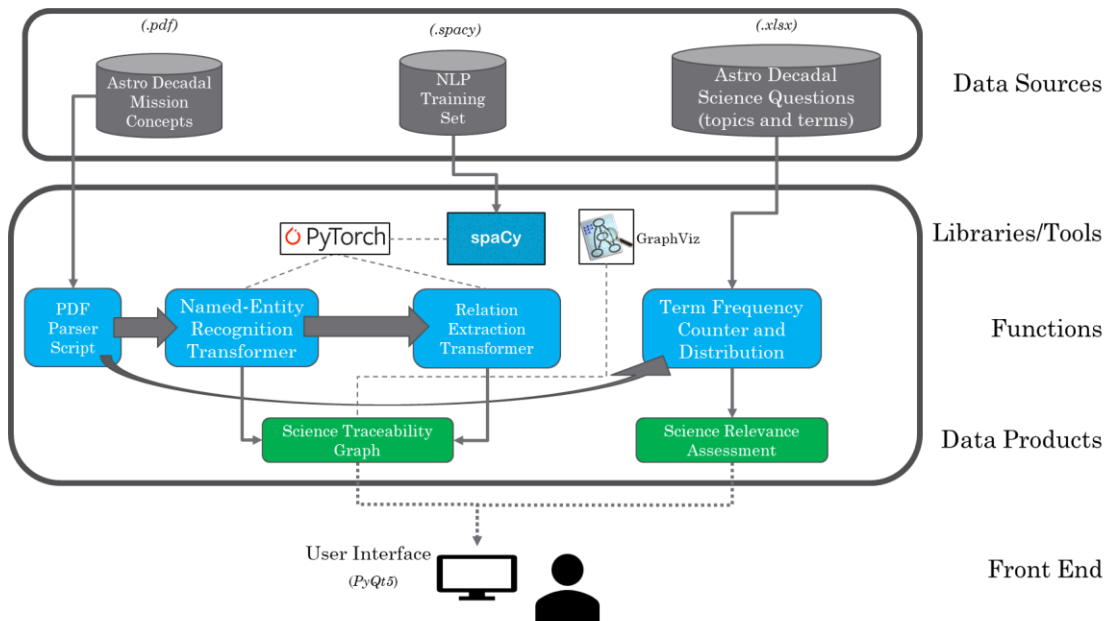 (.pdf)
(.spacy)
(.xlsx)
Astro Decadal
Mission
Concepts
NLP
Training
Set
Astro Decadal
Science Questions
(topics and terms)
Data Sources
PyTorch
spaCy
GraphViz
Libraries/Tools
PDF
Parser
Script
Named-Entity
Recognition
Transformer
Relation
Extraction
Transformer
Term Frequency
Counter and
Distribution
Functions
Science Traceability
Graph
Science Relevance
Assessment
Data Products
User Interface
(PyQt5)
Front End